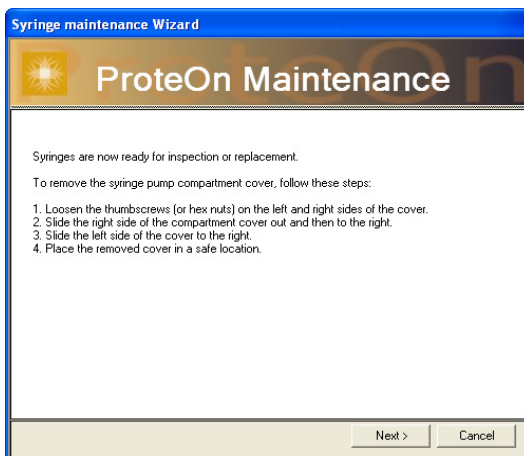 Syringe maintenance Wizard
ProteOn Maintenance
ProteOn
Syringes are now ready for inspection or replacement.
To remove the syringe pump compartment cover, follow these steps:
1. Loosen the thumbscrews (or hex nuts) on the left and right sides of the cover.
2. Slide the right side of the compartment cover out and then to the right.
3. Slide the left side of the cover to the right.
4. Place the removed cover in a safe location.
Next >
Cancel